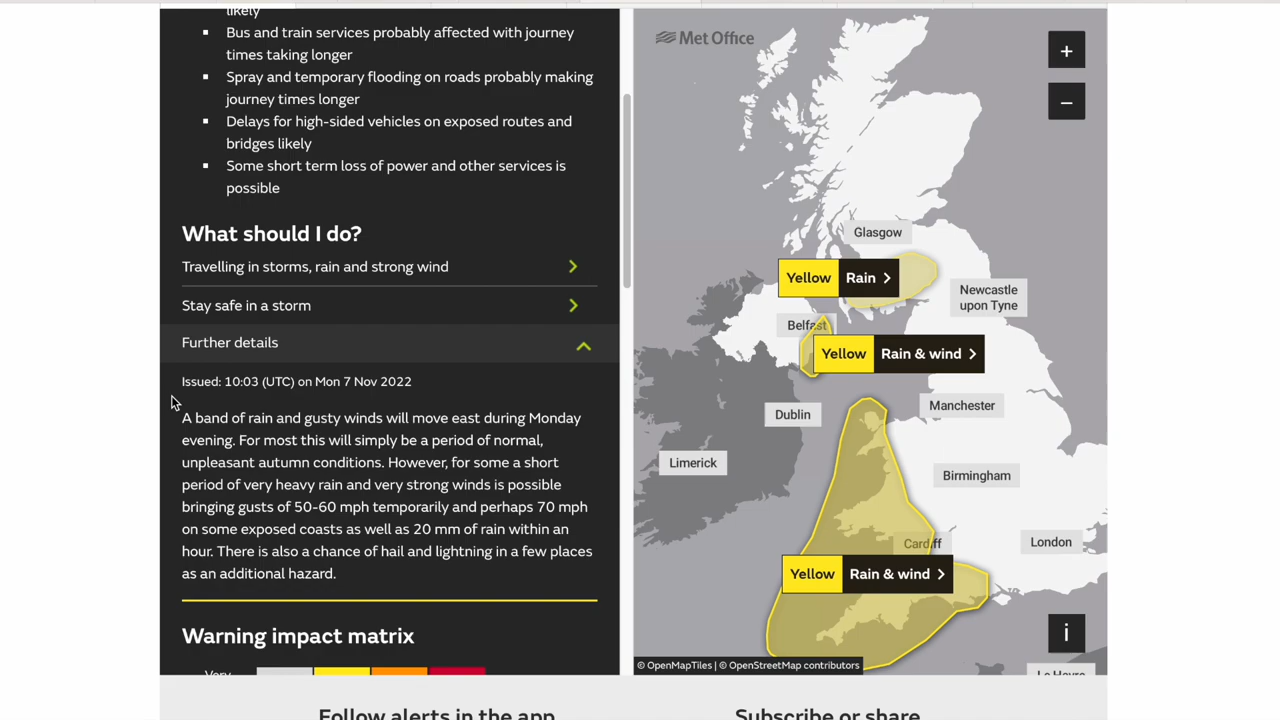 likely
Bus and train services probably affected with journey
times taking longer
Spray and temporary flooding on roads probably making
journey times longer
Delays for high-sided vehicles on exposed routes and
bridges likely
Some short term loss of power and other services is
possible
What should I do?
Travelling in storms, rain and strong wind
Stay safe in a storm
Further details
Issued: 10:03 (UTC) on Mon 7 Nov 2022
A band of rain and gusty winds will move east during Monday
evening. For most this will simply be a period of normal,
unpleasant autumn conditions. However, for some a short
period of very heavy rain and very strong winds is possible
bringing gusts of 50-60 mph temporarily and perhaps 70 mph
on some exposed coasts as well as 20 mm of rain within an
hour. There is also a chance of hail and lightning in a few places
as an additional hazard.
Warning impact matrix
Very
Met Office
+
−
Glasgow
Yellow Rain >
Newcastle
upon Tyne
Belfast
Yellow Rain & wind >
Manchester
Dublin
Limerick
Birmingham
Cardiff
London
Yellow Rain & wind >
i
© OpenMapTiles | © OpenStreetMap contributors
Le Havre
Follow alerts in the app
Subscribe or share